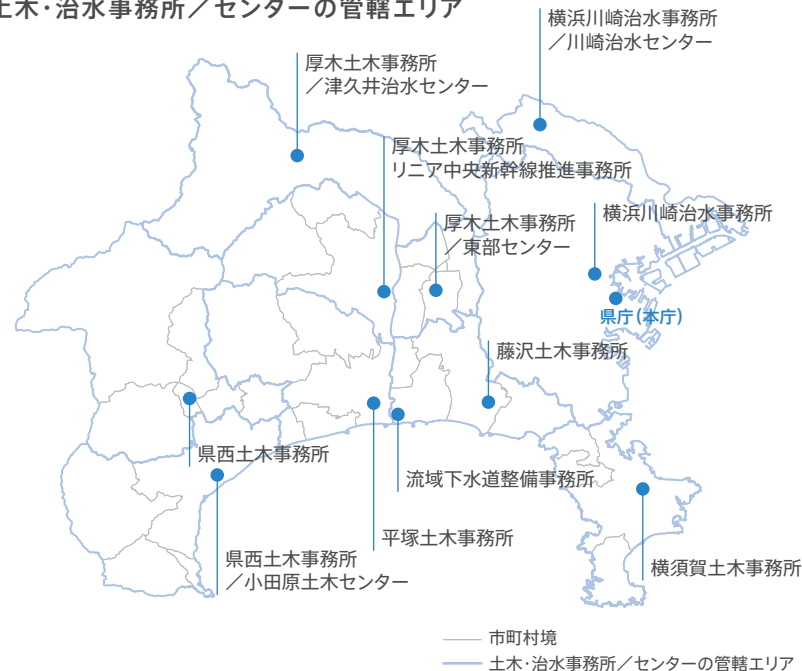 土木・治水事務所／センターの管轄エリア
横浜川崎治水事務所
／川崎治水センター
厚木土木事務所
／津久井治水センター
厚木土木事務所
リニア中央新幹線推進事務所
横浜川崎治水事務所
厚木土木事務所
／東部センター
県庁(本庁)
藤沢土木事務所
県西土木事務所
流域下水道整備事務所
平塚土木事務所
県西土木事務所
／小田原土木センター
横須賀土木事務所
市町村境
土木・治水事務所／センターの管轄エリア